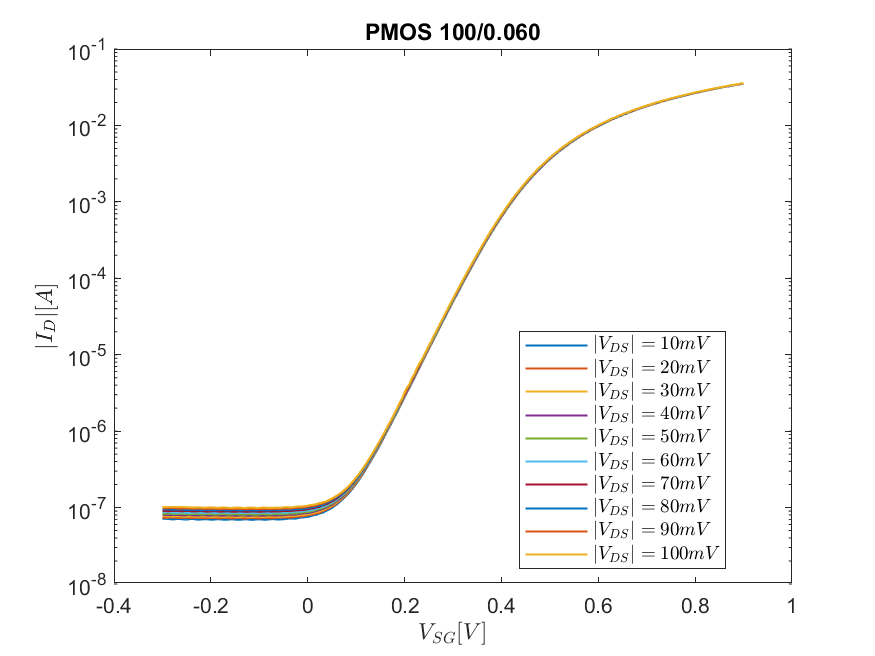 PMOS 100/0.060
10^-1
10^-2
10^-3
10^-4
10^-5
10^-6
10^-7
10^-8
|I_D|[A]
|V_DS| = 10mV
|V_DS| = 20mV
|V_DS| = 30mV
|V_DS| = 40mV
|V_DS| = 50mV
|V_DS| = 60mV
|V_DS| = 70mV
|V_DS| = 80mV
|V_DS| = 90mV
|V_DS| = 100mV
-0.4 -0.2 0 0.2 0.4 0.6 0.8 1
V_SG[V]